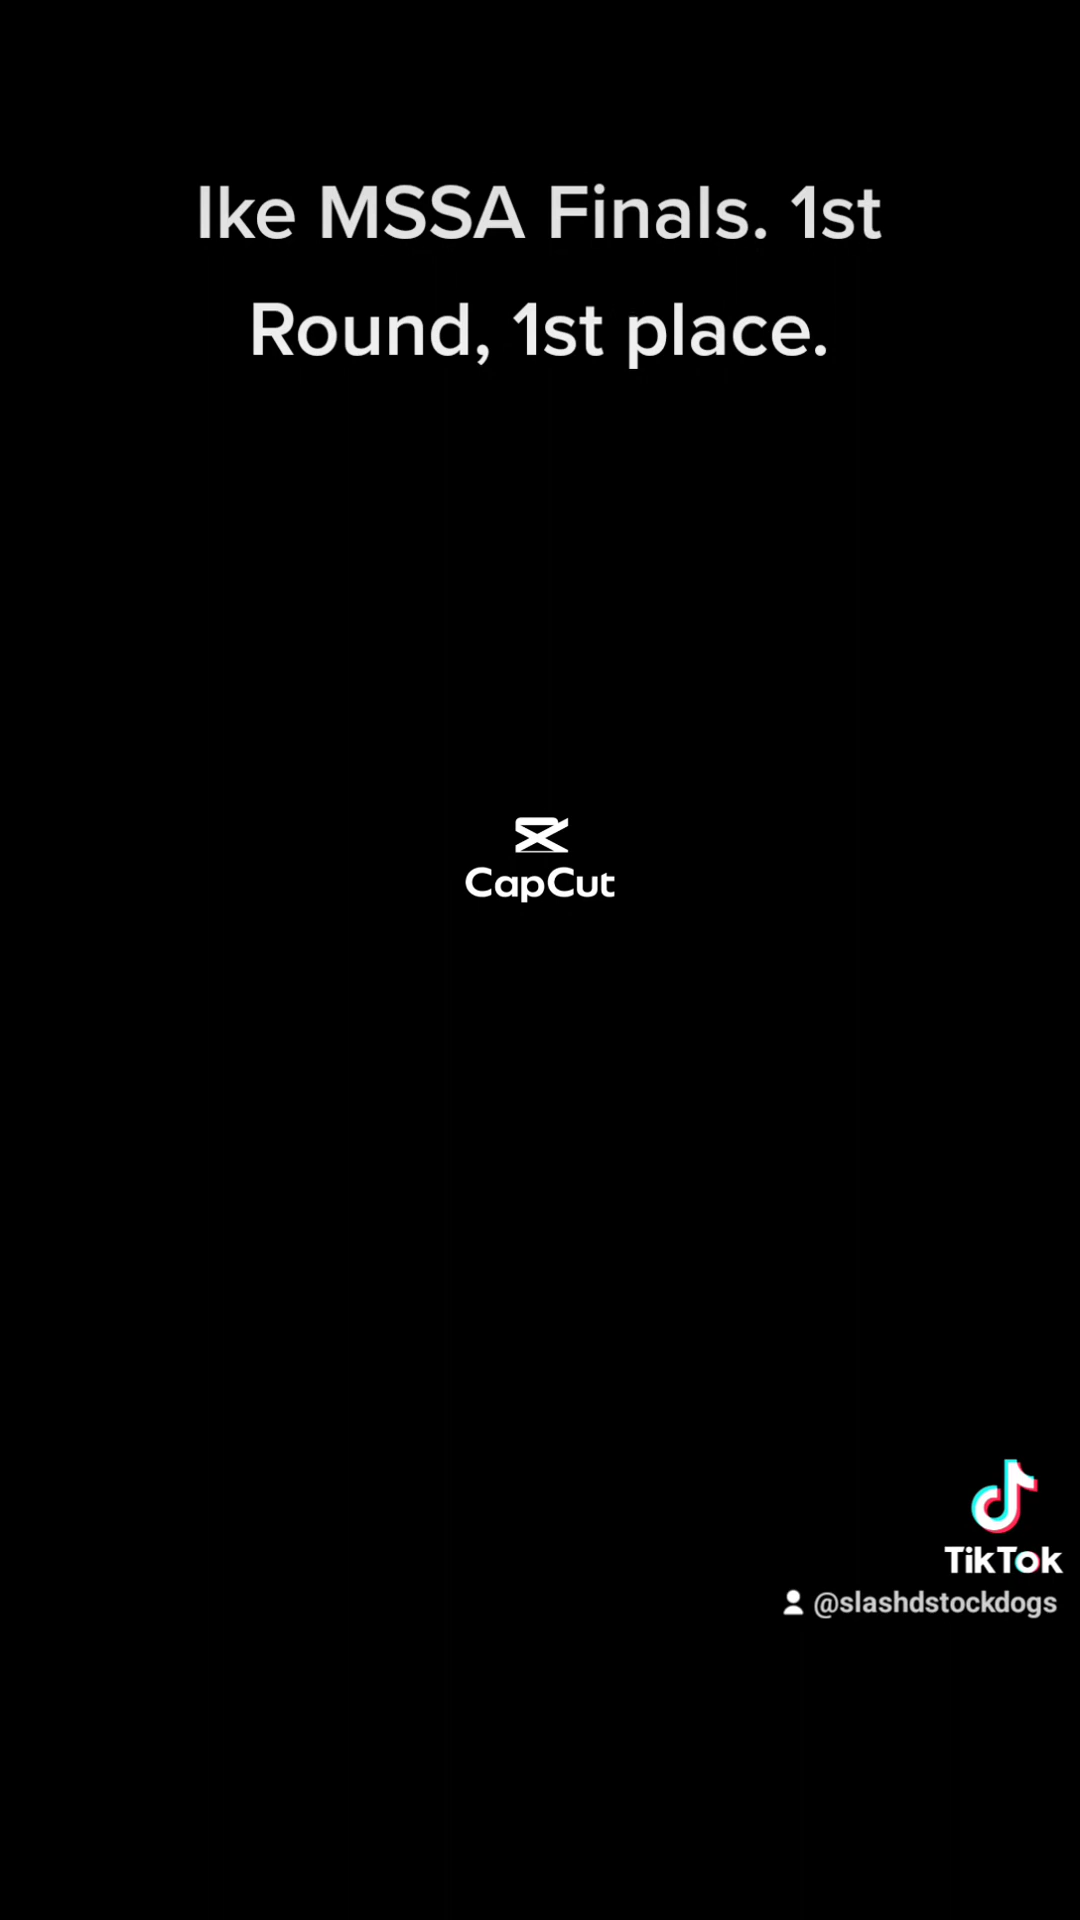 Ike MSSA Finals. 1st
Round, 1st place.
CapCut
TikTok
@slashdstockdogs